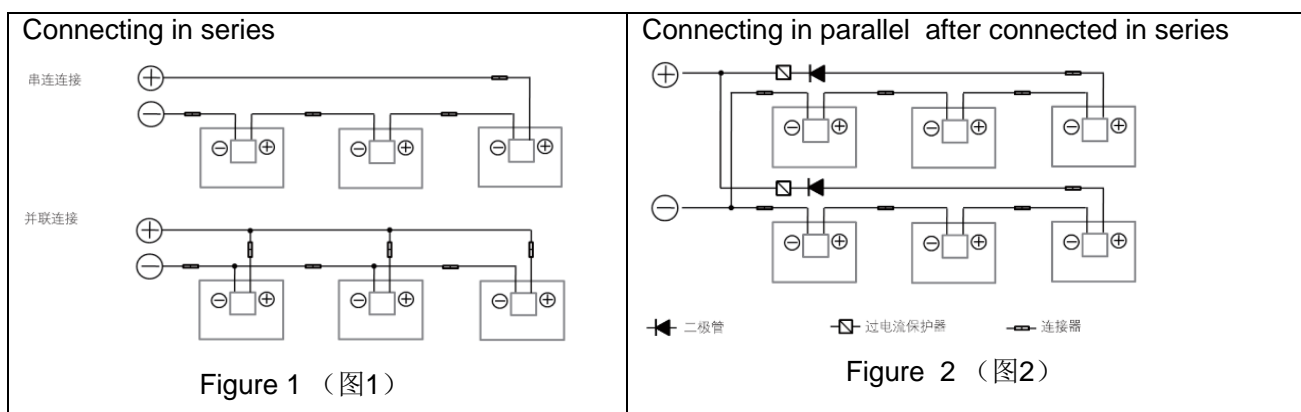 Connecting in series
串连连接
并联连接
Figure 1 （图1）
Connecting in parallel after connected in series
二极管
过电流保护器
连接器
Figure 2 （图2）